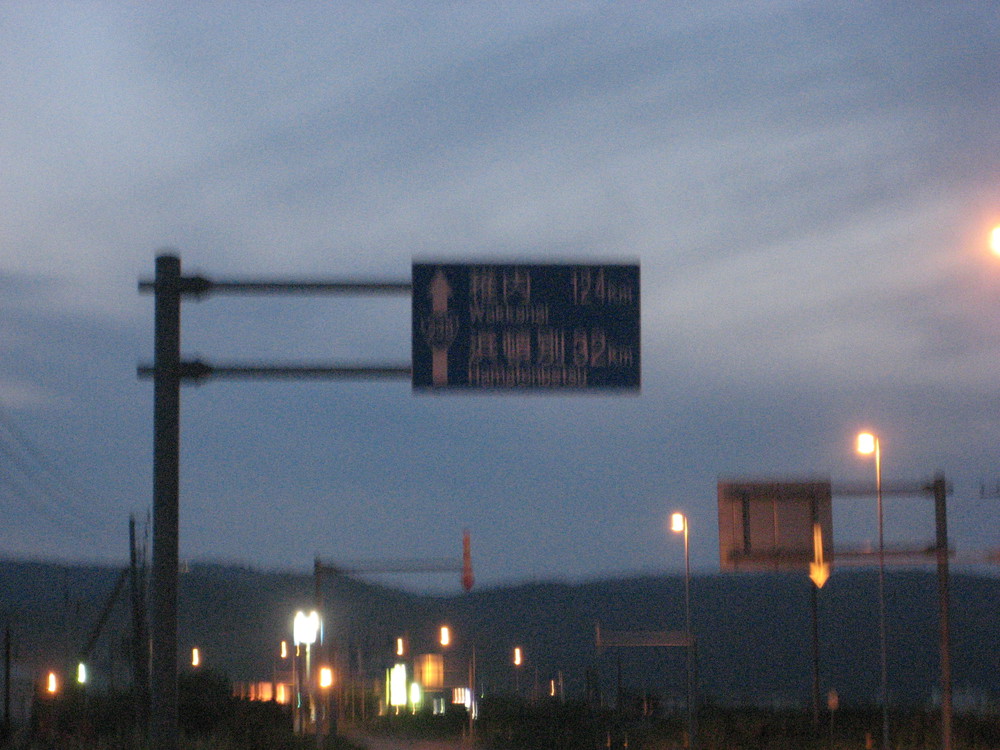 稚内 124km
Wakkanai
浜頓別 32km
Hamatonbetsu